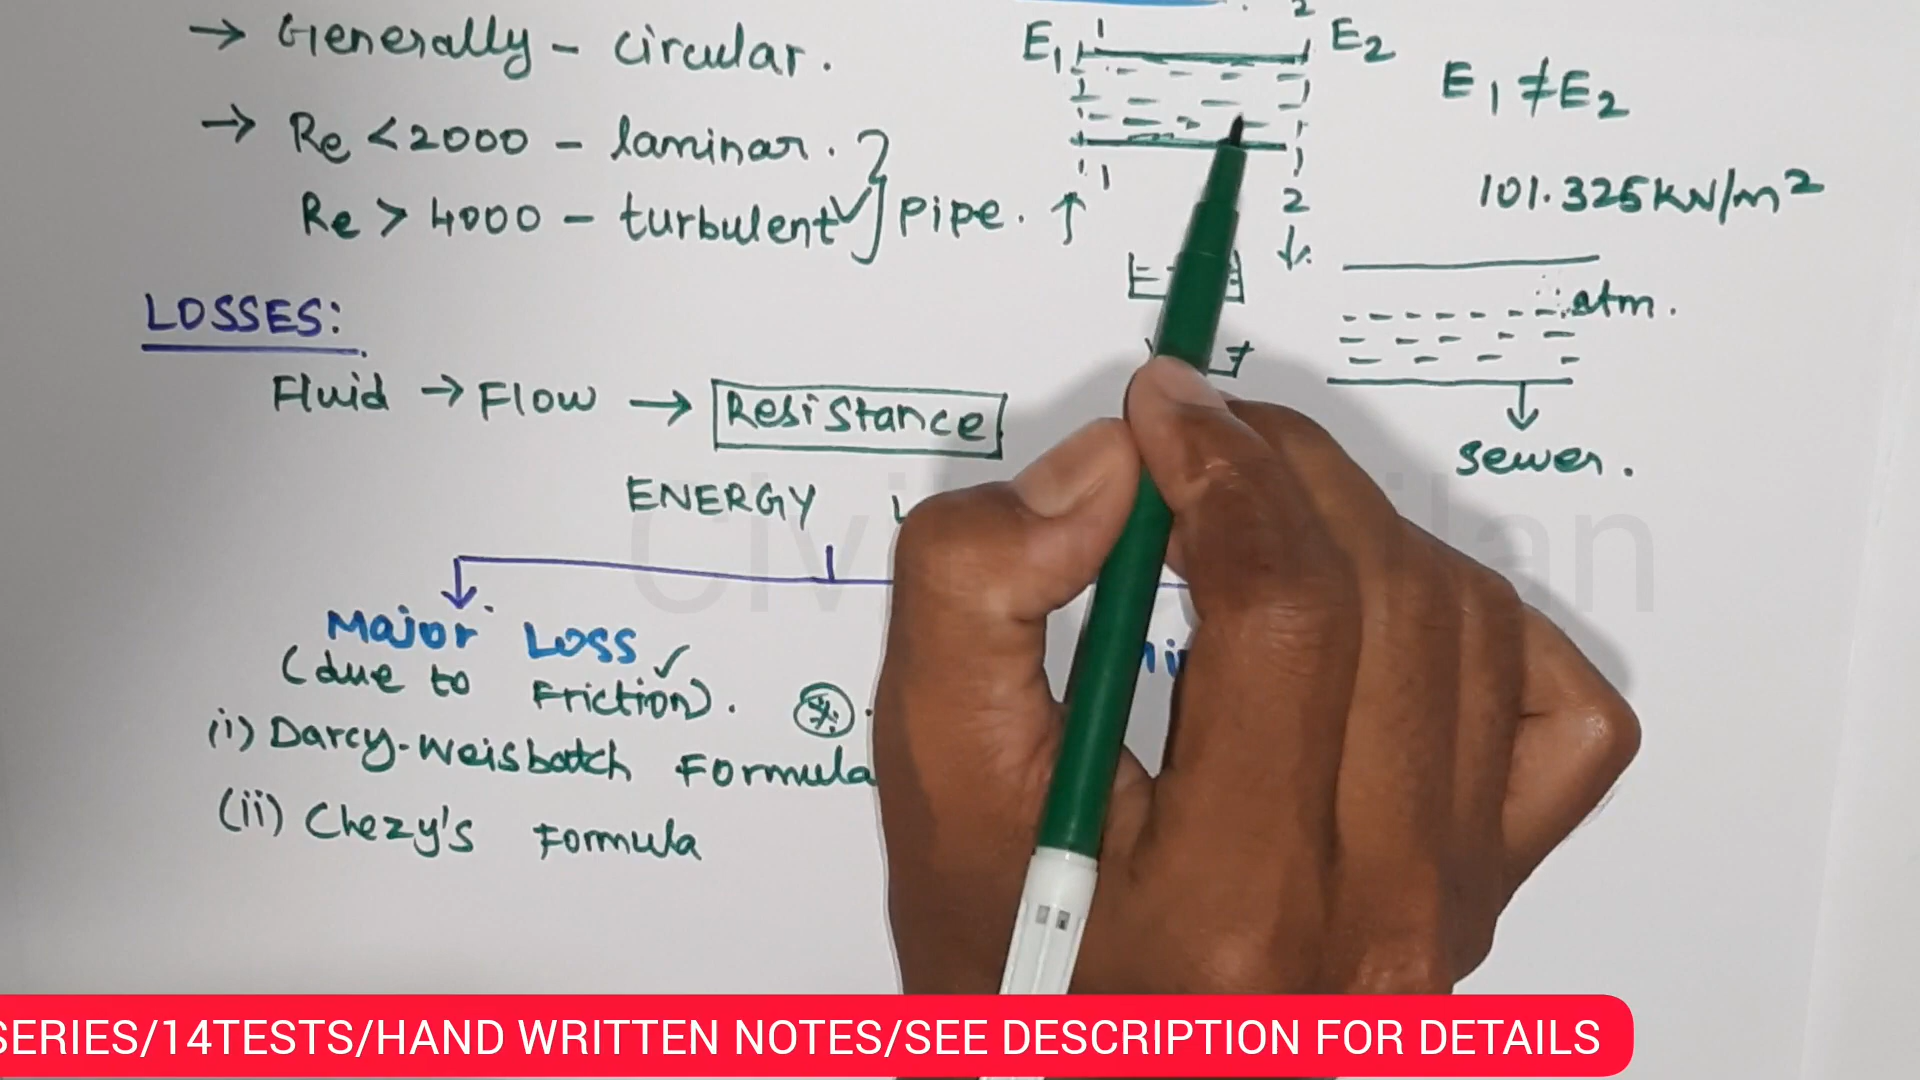 → Generally - circular.
→ Re < 2000 - laminar.
Re > 4000 - turbulent ✓ } pipe. ↑
2
E1 1 E2
E1 ≠ E2
1 1
2
101.325 kN/m2
atm.
sewer.
LOSSES:
Fluid → Flow → Resistance
ENERGY
Major Loss
(due to Friction). ✓
(i) Darcy-Weisbatch Formula
(ii) Chezy's Formula
SERIES/14TESTS/HAND WRITTEN NOTES/SEE DESCRIPTION FOR DETAILS